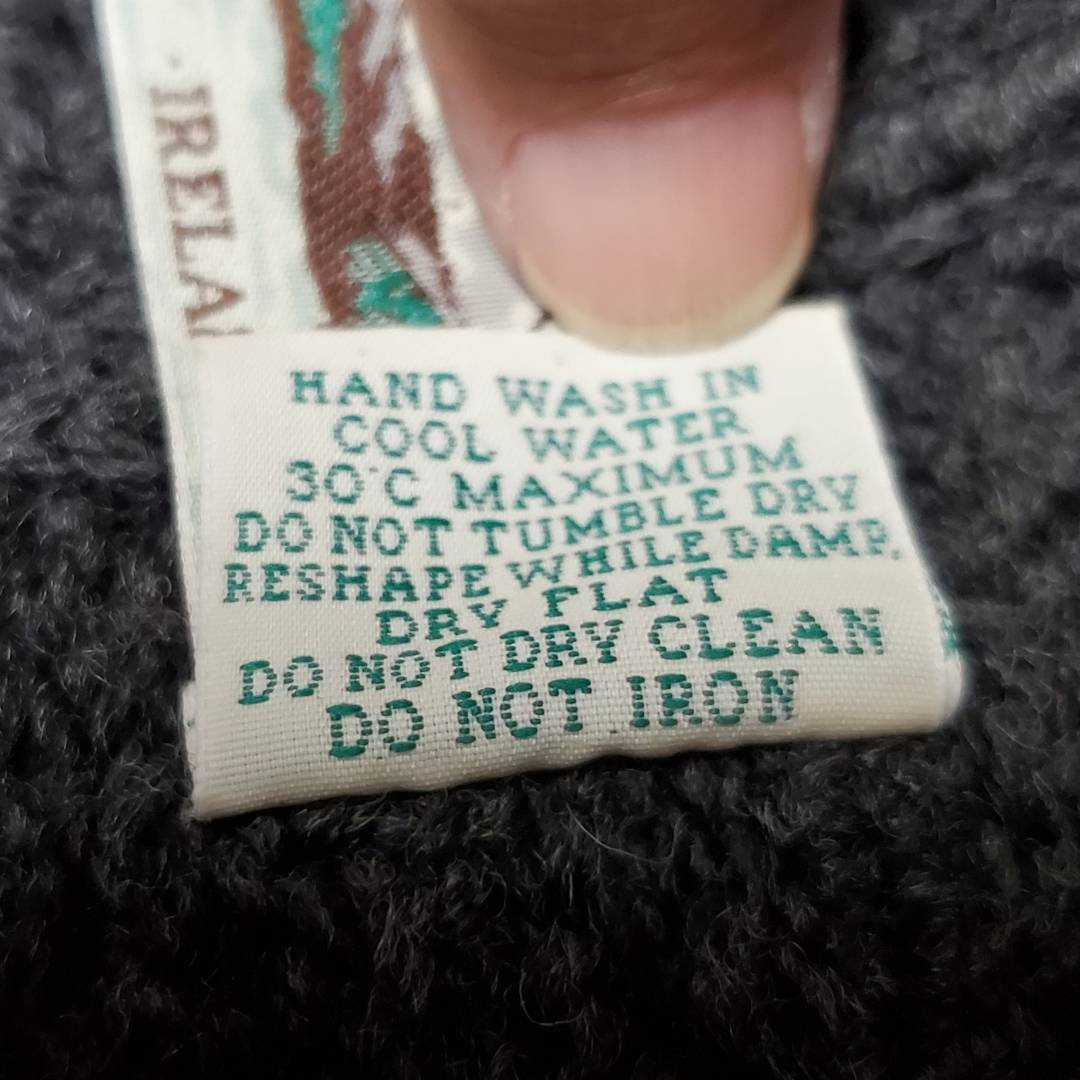 HAND WASH IN
COOL WATER
30°C MAXIMUM
DO NOT TUMBLE DRY
RESHAPE WHILE DAMP.
DRY FLAT
DO NOT DRY CLEAN
DO NOT IRON